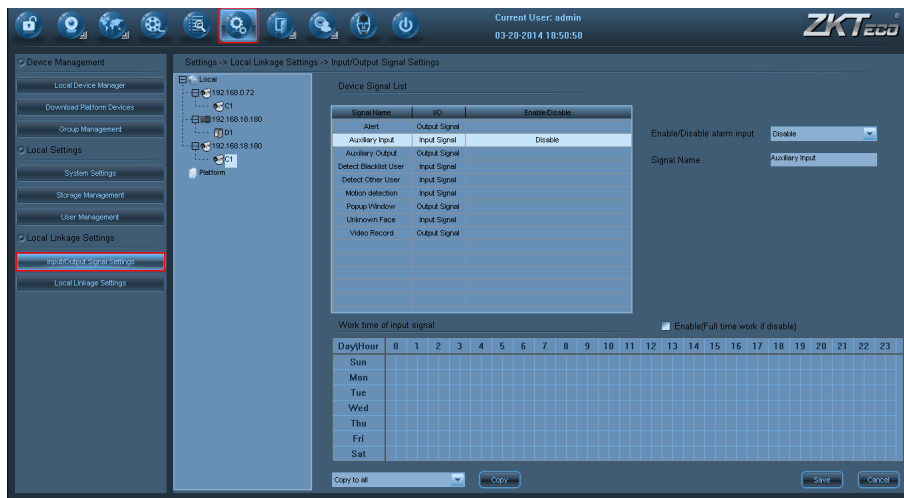 Current User: admin
03-20-2014 18:50:50
ZKTeco
Device Management
Local Device Manager
Download Platform Devices
Group Management
Local Settings
System Settings
Storage Management
User Management
Local Linkage Settings
Input/Output Signal Settings
Local Linkage Settings
Settings -> Local Linkage Settings -> Input/Output Signal Settings
Local
192.168.0.72
C1
192.168.18.180
D1
192.168.18.180
C1
Platform
Device Signal List
Signal Name I/O Enable/Disable
Alert Output Signal
Auxiliary Input Input Signal Disable
Auxiliary Output Output Signal
Detect Blacklist User Input Signal
Detect Other User Input Signal
Motion detection Input Signal
Popup Window Output Signal
Unknown Face Input Signal
Video Record Output Signal
Enable/Disable alarm input Disable
Signal Name Auxiliary Input
Work time of input signal Enable(Full time work if disable)
Day\Hour 0 1 2 3 4 5 6 7 8 9 10 11 12 13 14 15 16 17 18 19 20 21 22 23
Sun
Mon
Tue
Wed
Thu
Fri
Sat
Copy to all Copy Save Cancel